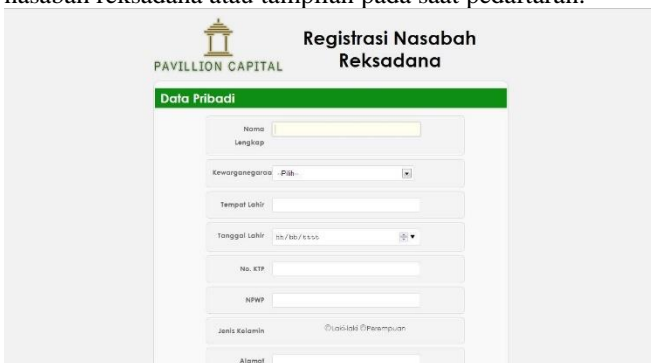 nasabah reksadana atau tampilan pada saat pedaftaran.
PAVILLION CAPITAL
Registrasi Nasabah
Reksadana
Data Pribadi
Nama
Lengkap
Kewarganegaraa -Pilih-
Tempat Lahir
Tanggal Lahir hh/bb/tttt
No. KTP
NPWP
Jenis Kelamin Laki-laki Perempuan
Alamat